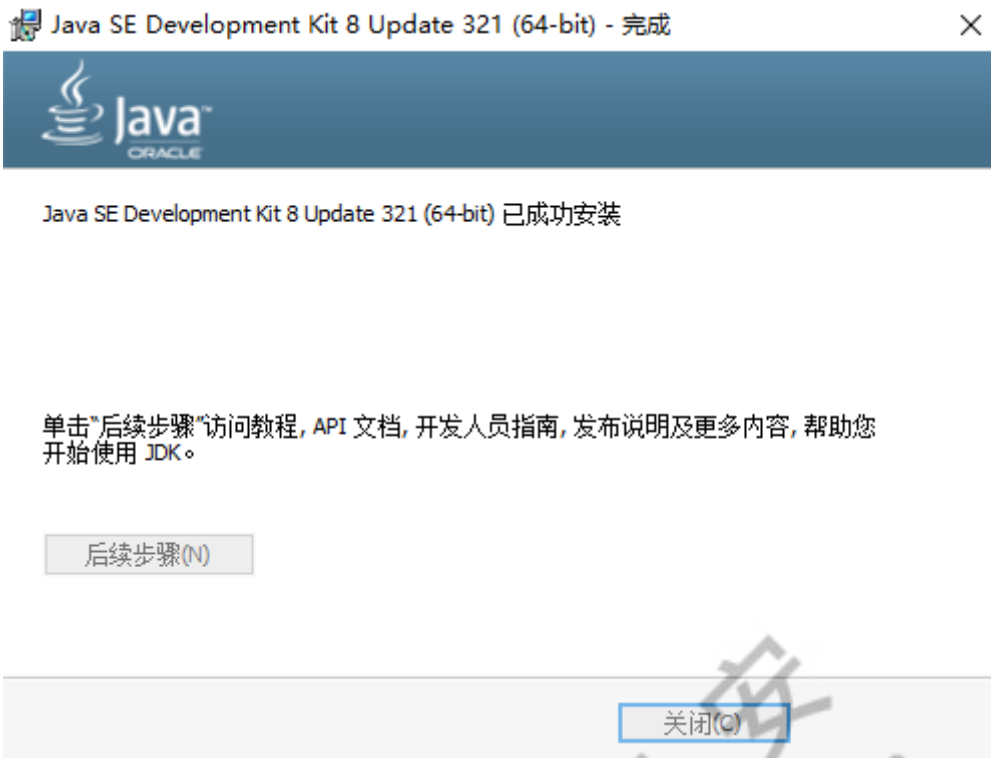 Java SE Development Kit 8 Update 321 (64-bit) - 完成
Java™
ORACLE
Java SE Development Kit 8 Update 321 (64-bit) 已成功安装
单击"后续步骤"访问教程, API 文档, 开发人员指南, 发布说明及更多内容, 帮助您
开始使用 JDK。
后续步骤(N)
安
关闭(C)